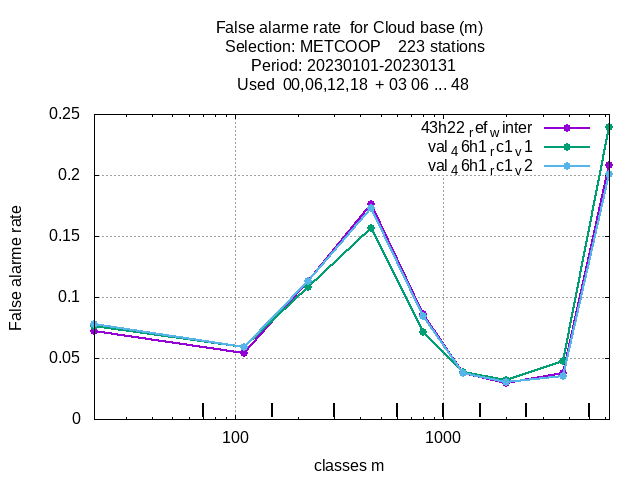 False alarme rate  for Cloud base (m)
Selection: METCOOP    223 stations
Period: 20230101-20230131
Used  00,06,12,18  + 03 06 ... 48
0.25
0.2
0.15
0.1
0.05
0
False alarme rate
43h22_ref_winter
val_46h1_rc1_v1
val_46h1_rc1_v2
100
1000
classes m